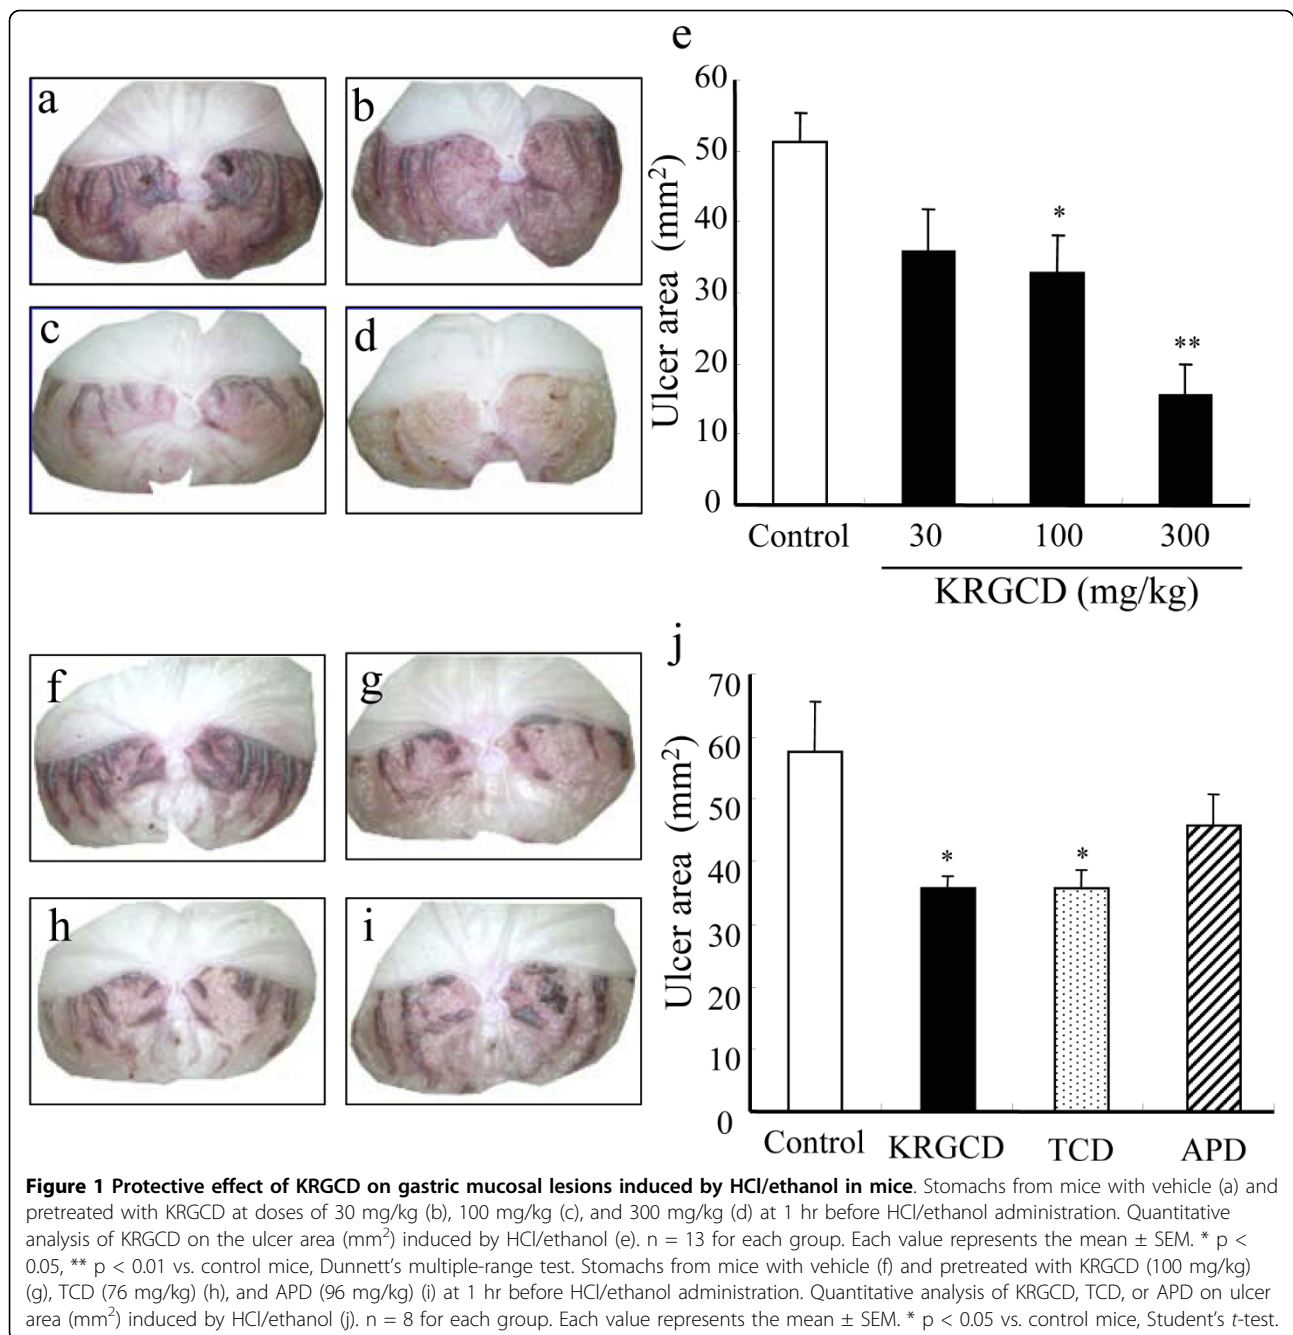 e
a
b
c
d
60
50
40
30
20
10
0
Ulcer area (mm²)
*
**
Control 30 100 300
KRGCD (mg/kg)
j
f
g
h
i
70
60
50
40
30
20
10
0
Ulcer area (mm²)
*
*
Control KRGCD TCD APD
Figure 1 Protective effect of KRGCD on gastric mucosal lesions induced by HCl/ethanol in mice. Stomachs from mice with vehicle (a) and
pretreated with KRGCD at doses of 30 mg/kg (b), 100 mg/kg (c), and 300 mg/kg (d) at 1 hr before HCl/ethanol administration. Quantitative
analysis of KRGCD on the ulcer area (mm²) induced by HCl/ethanol (e). n = 13 for each group. Each value represents the mean ± SEM. * p <
0.05, ** p < 0.01 vs. control mice, Dunnett's multiple-range test. Stomachs from mice with vehicle (f) and pretreated with KRGCD (100 mg/kg)
(g), TCD (76 mg/kg) (h), and APD (96 mg/kg) (i) at 1 hr before HCl/ethanol administration. Quantitative analysis of KRGCD, TCD, or APD on ulcer
area (mm²) induced by HCl/ethanol (j). n = 8 for each group. Each value represents the mean ± SEM. * p < 0.05 vs. control mice, Student's t-test.